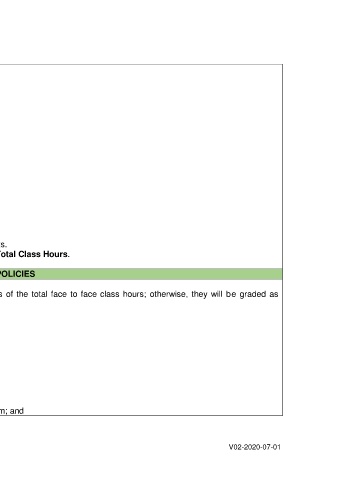 s.
otal Class Hours.
POLICIES
s of the total face to face class hours; otherwise, they will be graded as
m; and
V02-2020-07-01